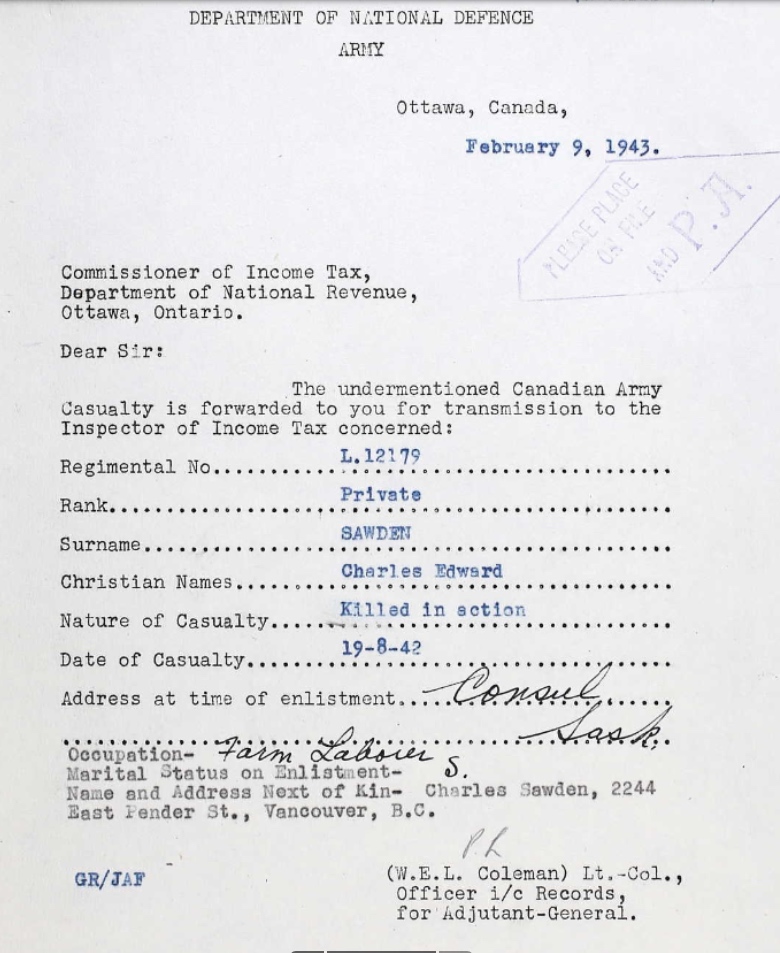 DEPARTMENT OF NATIONAL DEFENCE
ARMY
Ottawa, Canada,
February 9, 1943.
PLEASE PLACE
ON FILE
AND P.A.
Commissioner of Income Tax,
Department of National Revenue,
Ottawa, Ontario.
Dear Sir:
The undermentioned Canadian Army
Casualty is forwarded to you for transmission to the
Inspector of Income Tax concerned:
Regimental No. L.12179
Rank Private
Surname SAWDEN
Christian Names Charles Edward
Nature of Casualty Killed in action
Date of Casualty 19-8-42
Address at time of enlistment Consul,
Sask.
Occupation- Farm Laborer
Marital Status on Enlistment- S.
Name and Address Next of Kin- Charles Sawden, 2244
East Pender St., Vancouver, B.C.
GR/JAF
(W.E.L. Coleman) Lt.-Col.,
Officer i/c Records,
for Adjutant-General.